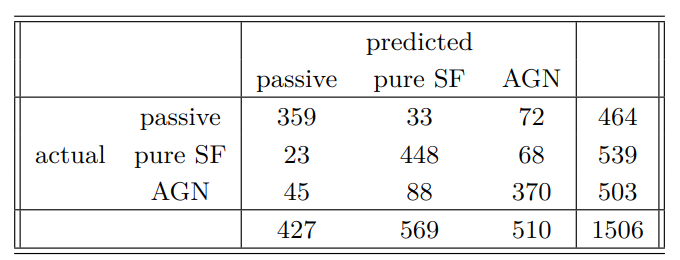 predicted
passive pure SF AGN
passive 359 33 72 464
actual pure SF 23 448 68 539
AGN 45 88 370 503
427 569 510 1506